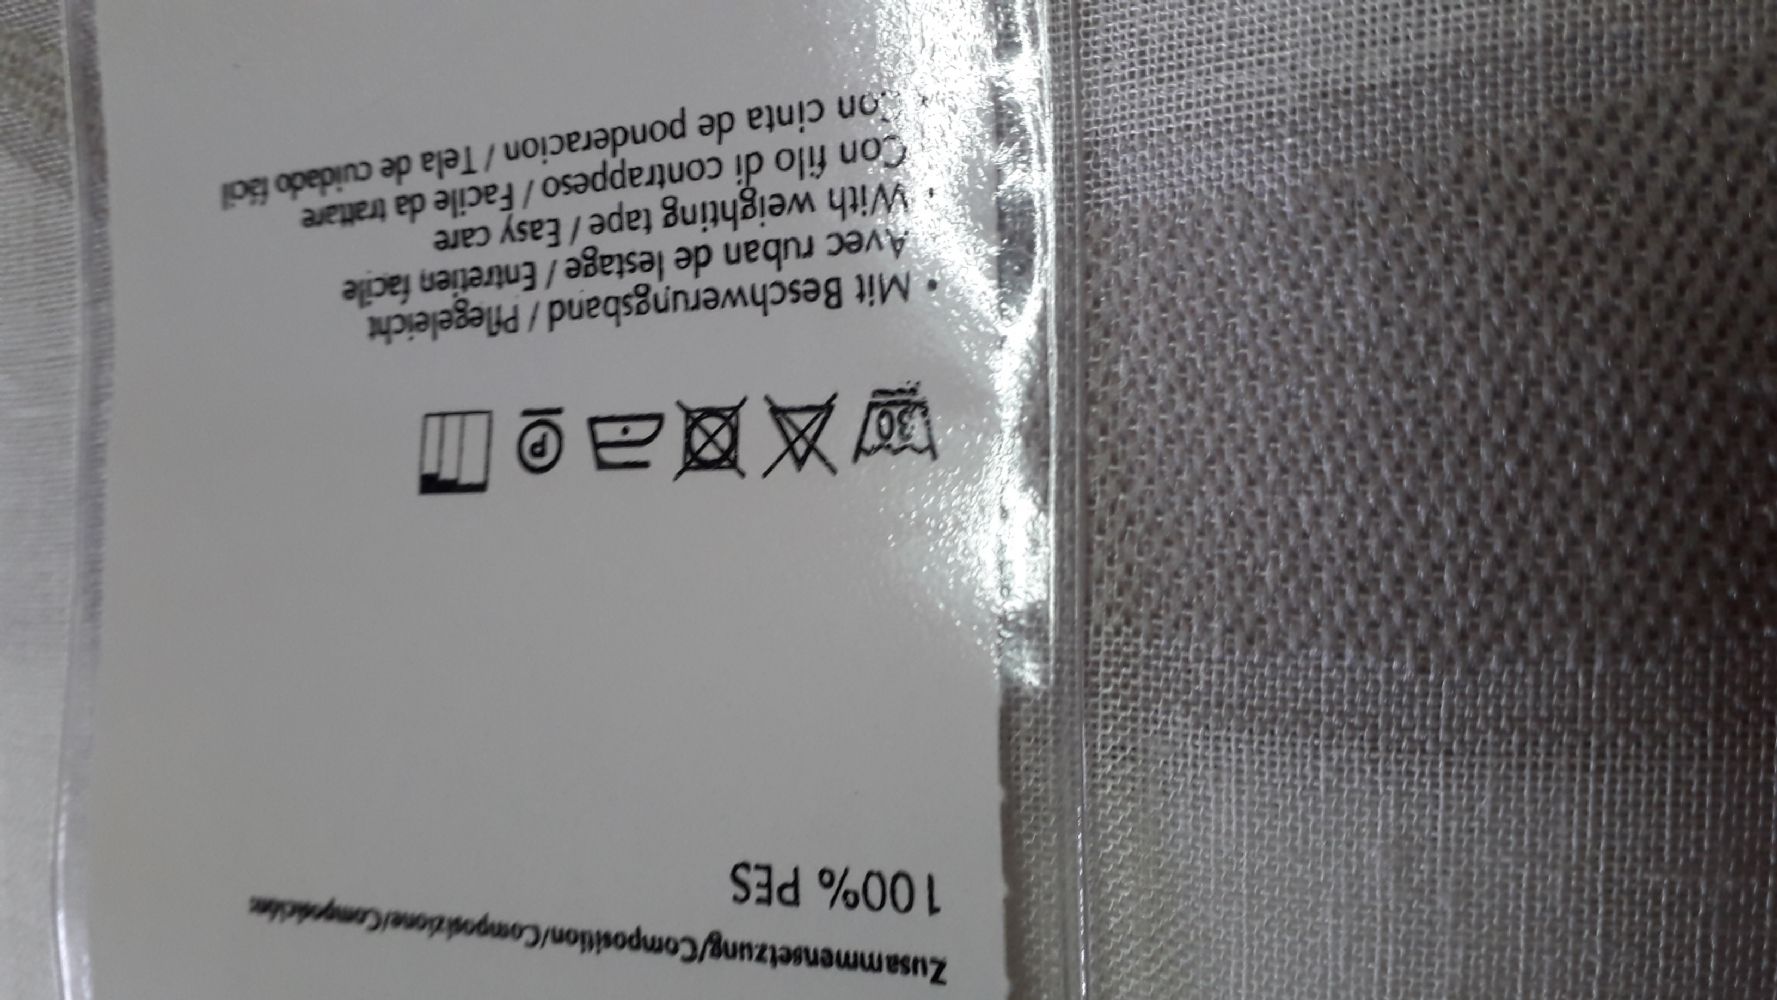 Zusammensetzung/Composition/Composizione/Composición:
100% PES
30 P
• Mit Beschwerungsband / Pflegeleicht
Avec ruban de lestage / Entretien facile
• With weighting tape / Easy care
Con filo di contrappeso / Facile da trattare
• Con cinta de ponderacion / Tela de cuidado fácil